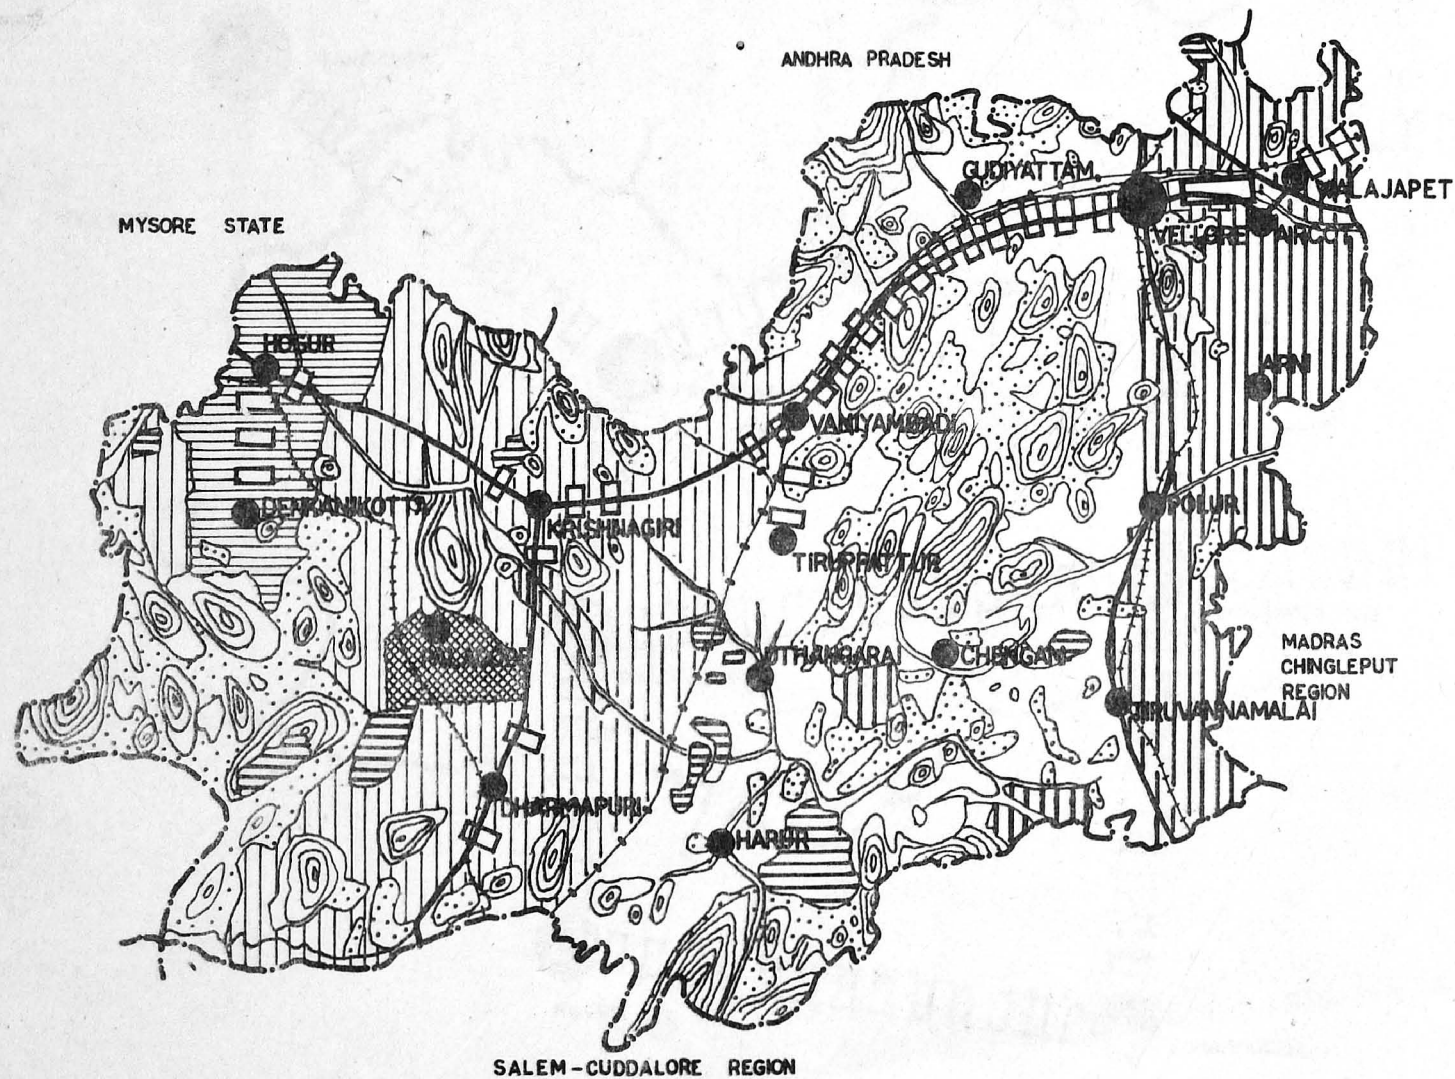 ANDHRA PRADESH
GUDIYATTAM
WALAJAPET
MYSORE STATE
VELLORE
ARCOT
HOSUR
ARNI
VANIYAMBADI
DENKANIKOTTA
POLUR
KRISHNAGIRI
TIRUPPATTUR
MADRAS
CHINGLEPUT
REGION
UTHANGARAI
CHENGAM
TIRUVANNAMALAI
DHARMAPURI
HARUR
SALEM-CUDDALORE REGION